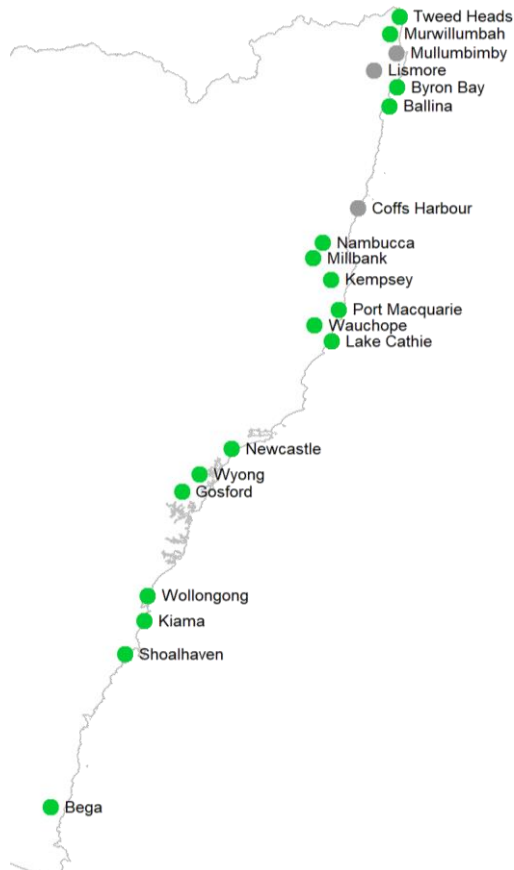 Tweed Heads
Murwillumbah
Mullumbimby
Lismore
Byron Bay
Ballina
Coffs Harbour
Nambucca
Millbank
Kempsey
Port Macquarie
Wauchope
Lake Cathie
Newcastle
Wyong
Gosford
Wollongong
Kiama
Shoalhaven
Bega